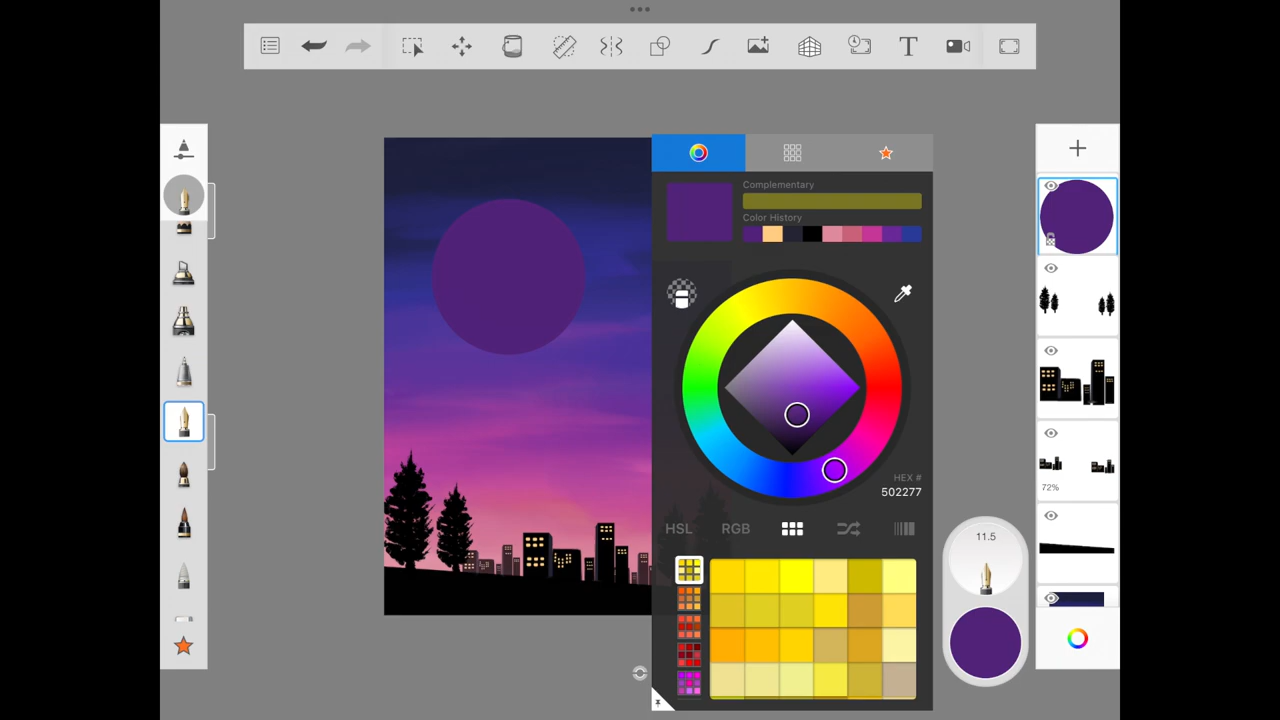 T
Complementary
Color History
HEX #
502277
HSL RGB
11.5
72%